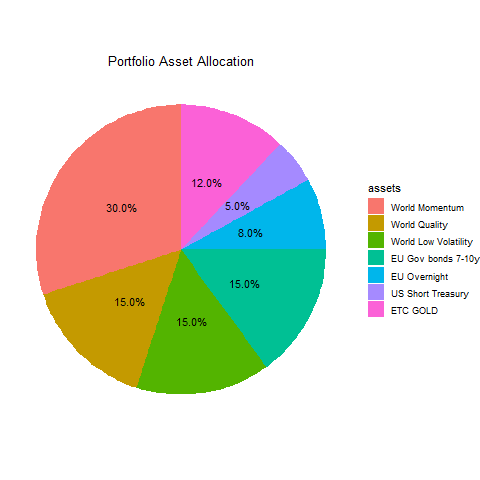 Portfolio Asset Allocation
12.0%
5.0%
8.0%
30.0%
15.0%
15.0%
15.0%
assets
World Momentum
World Quality
World Low Volatility
EU Gov bonds 7-10y
EU Overnight
US Short Treasury
ETC GOLD